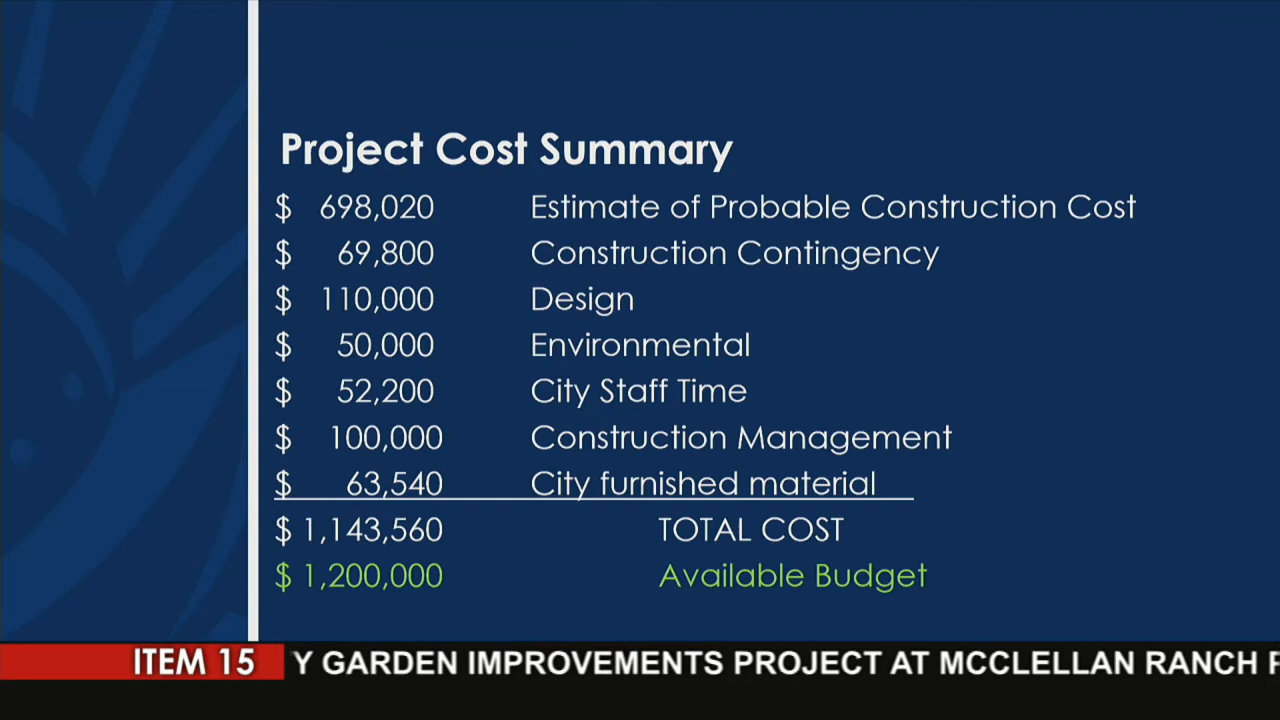 Project Cost Summary
$ 698,020 Estimate of Probable Construction Cost
$ 69,800 Construction Contingency
$ 110,000 Design
$ 50,000 Environmental
$ 52,200 City Staff Time
$ 100,000 Construction Management
$ 63,540 City furnished material
$ 1,143,560 TOTAL COST
$ 1,200,000 Available Budget
ITEM 15 Y GARDEN IMPROVEMENTS PROJECT AT MCCLELLAN RANCH